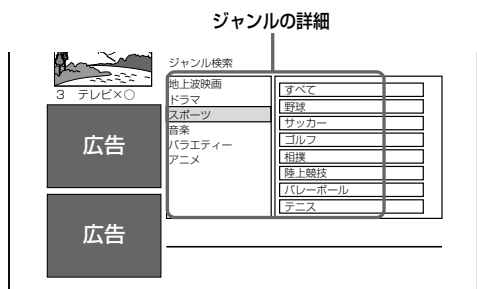 ジャンルの詳細
ジャンル検索
3 テレビ×○
地上波映画
ドラマ
スポーツ
音楽
バラエティー
アニメ
すべて
野球
サッカー
ゴルフ
相撲
陸上競技
バレーボール
テニス
広告
広告